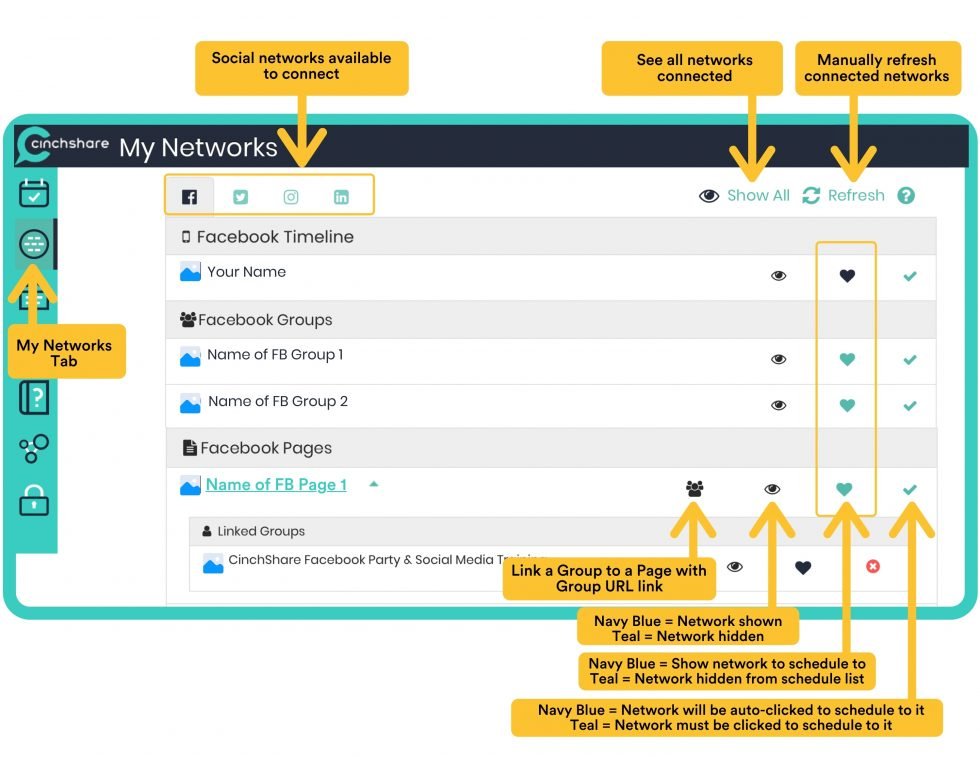 Social networks available
to connect
See all networks
connected
Manually refresh
connected networks
cinchshare My Networks
Show All Refresh
Facebook Timeline
Your Name
Facebook Groups
My Networks
Tab
Name of FB Group 1
Name of FB Group 2
Facebook Pages
Name of FB Page 1
Linked Groups
CinchShare Facebook Party & Social Media
Link a Group to a Page with
Group URL link
Navy Blue = Network shown
Teal = Network hidden
Navy Blue = Show network to schedule to
Teal = Network hidden from schedule list
Navy Blue = Network will be auto-clicked to schedule to it
Teal = Network must be clicked to schedule to it